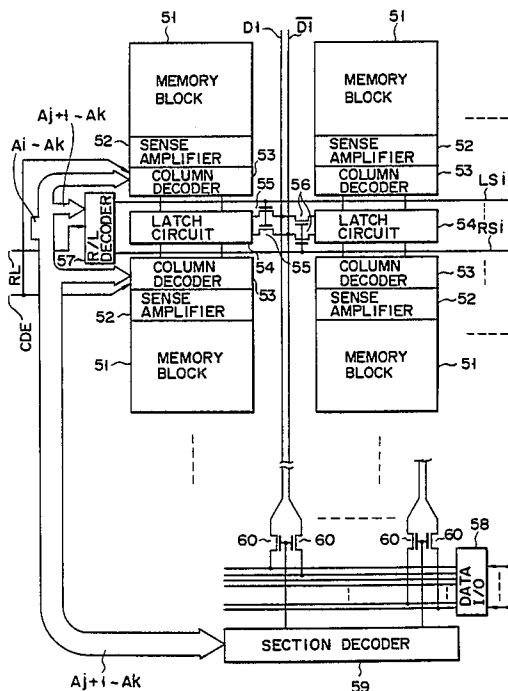 51
D1
D1
51
MEMORY
BLOCK
MEMORY
BLOCK
Aj+1~Ak
Ai~Ak
52
SENSE
AMPLIFIER
53
COLUMN
DECODER
SENSE
AMPLIFIER
52
COLUMN
DECODER
53
55
56
LSi
R/L
DECODER
LATCH
CIRCUIT
LATCH
CIRCUIT
54
RSi
57
54
55
RL
CDE
COLUMN
DECODER
53
SENSE
AMPLIFIER
52
MEMORY
BLOCK
51
COLUMN
DECODER
53
SENSE
AMPLIFIER
52
MEMORY
BLOCK
51
60
60
60
60
58
DATA
I/O
SECTION DECODER
Aj+1~Ak
59